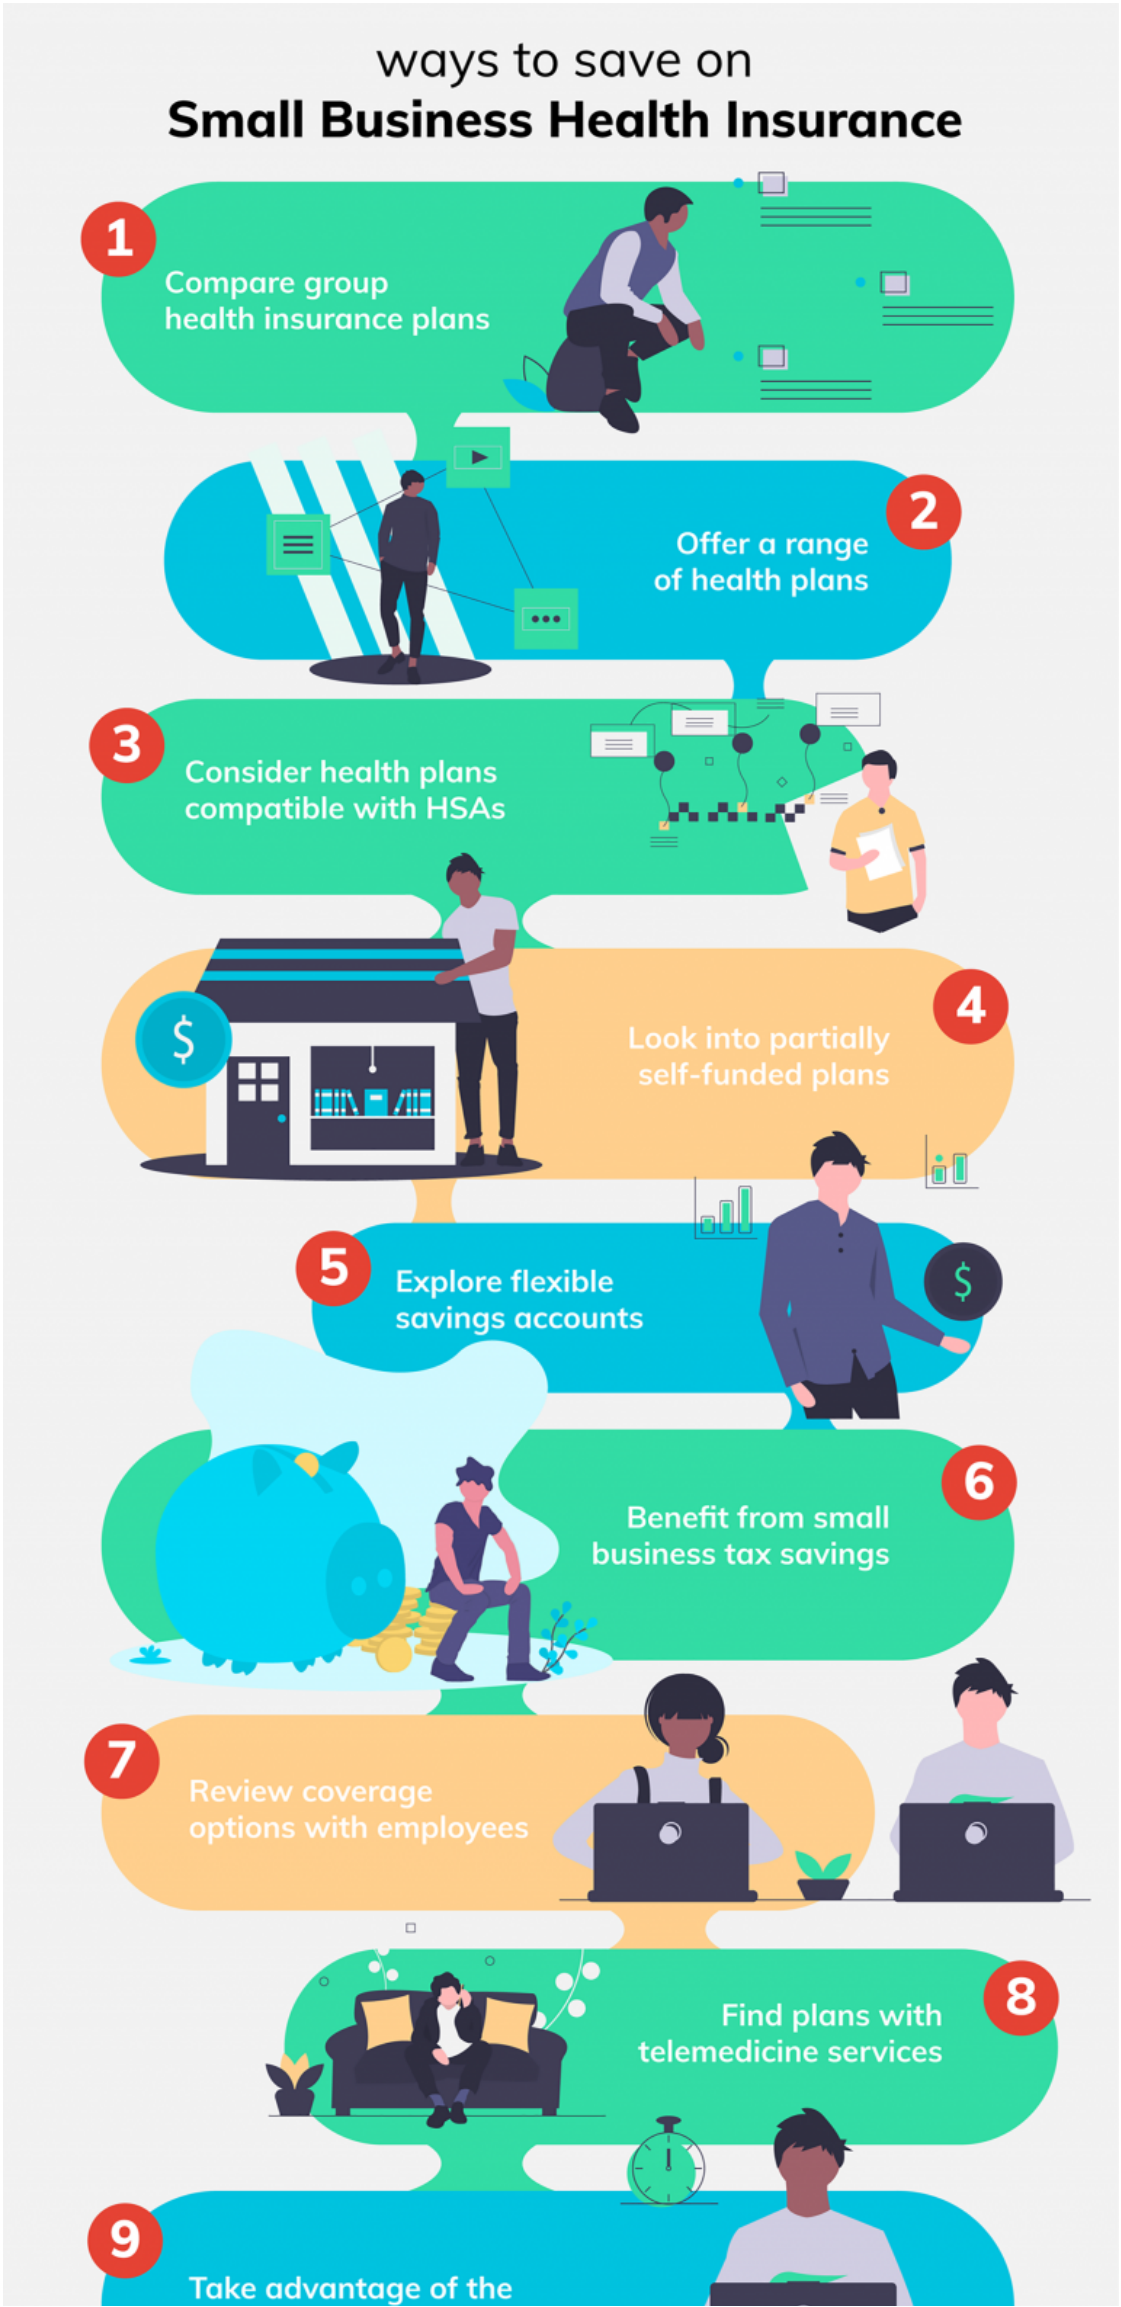 ways to save on
Small Business Health Insurance
1
Compare group
health insurance plans
2
Offer a range
of health plans
3
Consider health plans
compatible with HSAs
4
$
Look into partially
self-funded plans
5
Explore flexible
savings accounts
$
6
Benefit from small
business tax savings
7
Review coverage
options with employees
8
Find plans with
telemedicine services
9
Take advantage of the